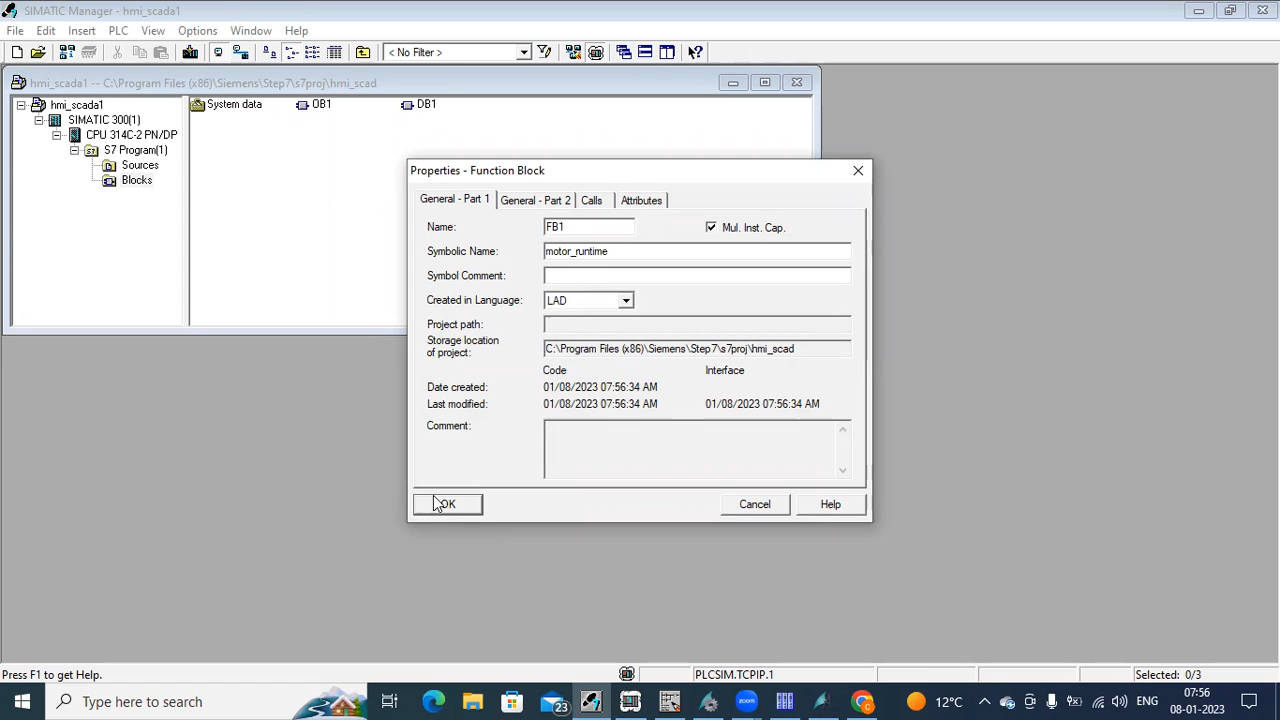 SIMATIC Manager - hmi_scada1
File Edit Insert PLC View Options Window Help
< No Filter >
hmi_scada1 -- C:\Program Files (x86)\Siemens\Step7\s7proj\hmi_scad
hmi_scada1
SIMATIC 300(1)
CPU 314C-2 PN/DP
S7 Program(1)
Sources
Blocks
System data OB1 DB1
Properties - Function Block
General - Part 1 General - Part 2 Calls Attributes
Name: FB1 Mul. Inst. Cap.
Symbolic Name: motor_runtime
Symbol Comment:
Created in Language: LAD
Project path:
Storage location
of project: C:\Program Files (x86)\Siemens\Step7\s7proj\hmi_scad
Code Interface
Date created: 01/08/2023 07:56:34 AM
Last modified: 01/08/2023 07:56:34 AM 01/08/2023 07:56:34 AM
Comment:
OK Cancel Help
Press F1 to get Help. PLCSIM.TCPIP.1 Selected: 0/3
Type here to search 23 zoom 12°C ENG 07:56
08-01-2023